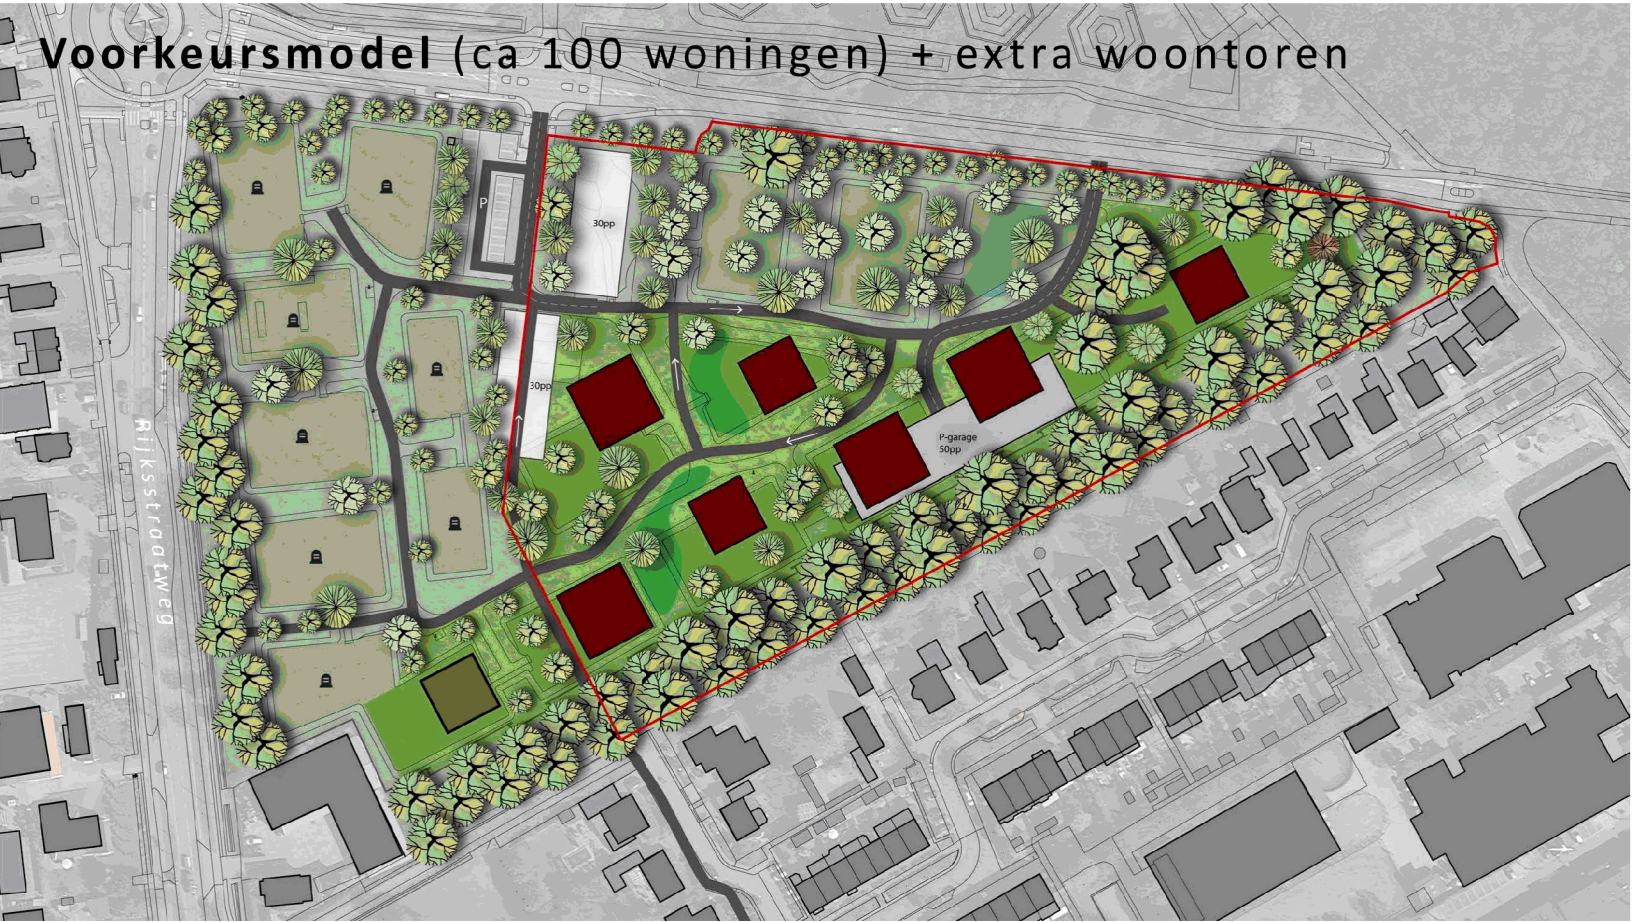 Voorkeursmodel (ca 100 woningen) + extra woontoren
P
30pp
30pp
P-garage
50pp
Rijksstraatweg